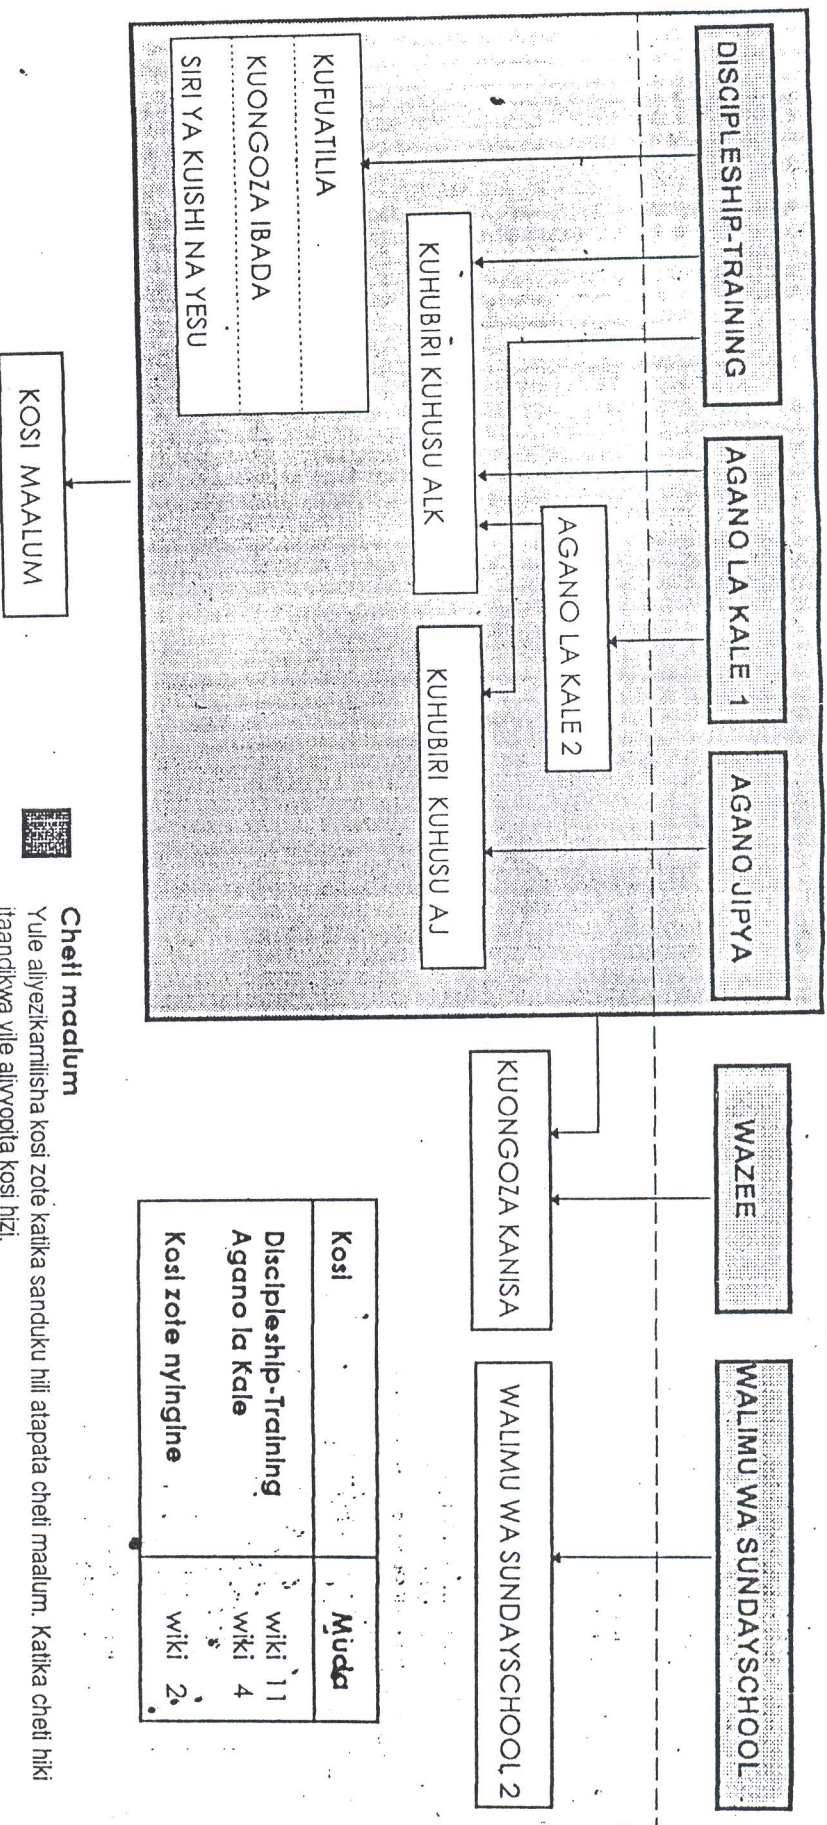 DISCIPLESHIP-TRAINING
AGANO LA KALE 1
AGANO JIPYA
WAZEE
WALIMU WA SUNDAYSCHOOL
AGANO LA KALE 2
KUHUBIRI KUHUSU ALK
KUHUBIRI KUHUSU AJ
KUONGOZA KANISA
WALIMU WA SUNDAYSCHOOL 2
KUFUATILIA
KUONGOZA IBADA
SIRI YA KUISHI NA YESU
KOSI MAALUM
Kosi Muda
Discipleship-Training wiki 11
Agano la Kale wiki 4
Kosi zote nyingine wiki 2
Cheti maalum
Yule aliyezikamilisha kosi zote katika sanduku hili atapata cheti maalum. Katika cheti hiki
itaandikwa vile alivyopita kosi hizi.